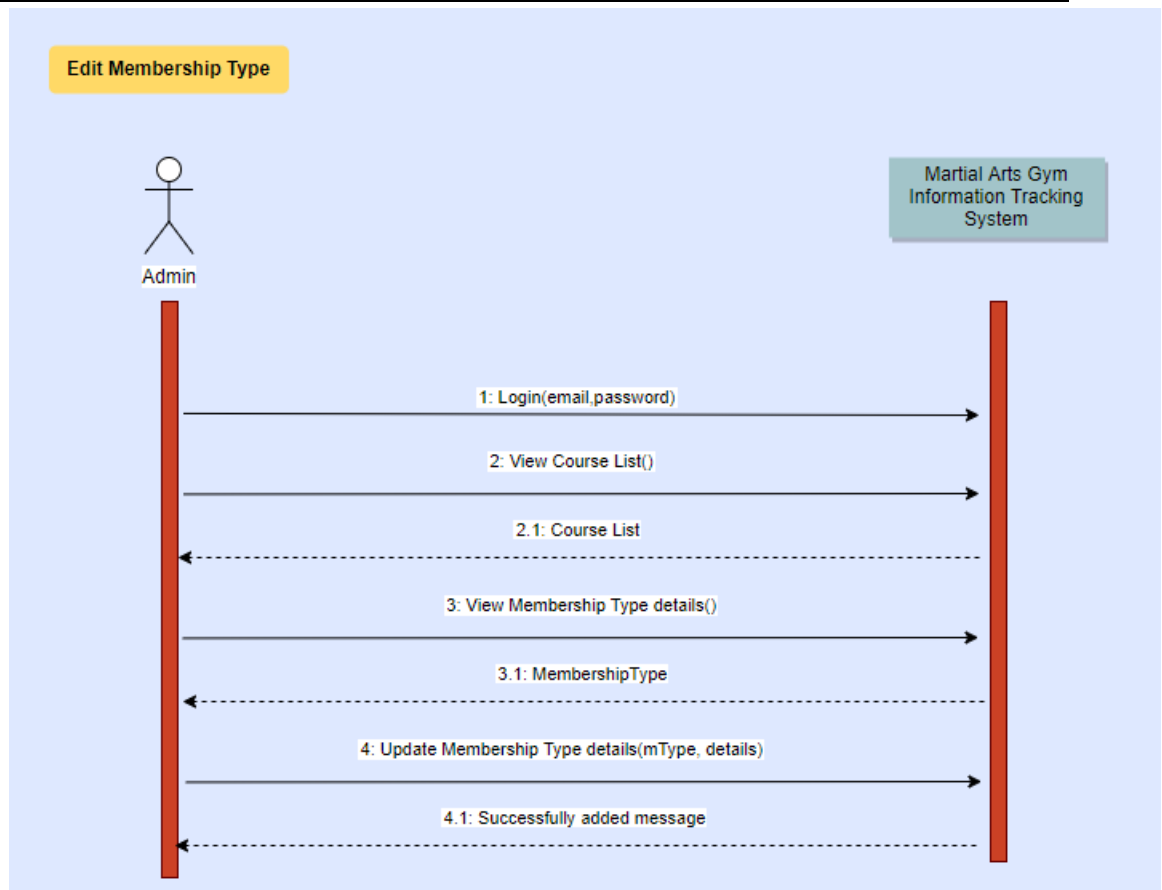 Edit Membership Type
Martial Arts Gym
Information Tracking
System
Admin
1: Login(email,password)
2: View Course List()
2.1: Course List
3: View Membership Type details()
3.1: MembershipType
4: Update Membership Type details(mType, details)
4.1: Successfully added message